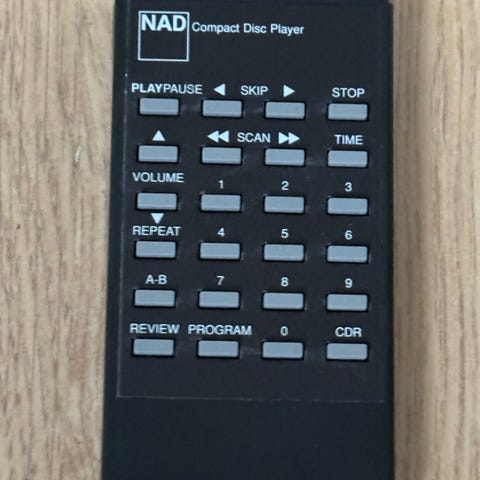 NAD Compact Disc Player
PLAYPAUSE ◀ SKIP ▶ STOP
▲ ◀◀ SCAN ▶▶ TIME
VOLUME 1 2 3
▼
REPEAT 4 5 6
A-B 7 8 9
REVIEW PROGRAM 0 CDR